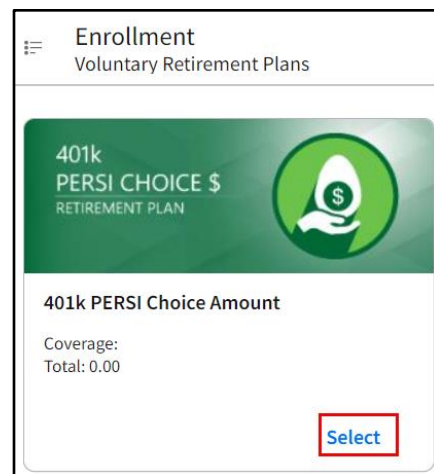 Enrollment
Voluntary Retirement Plans
401k
PERSI CHOICE $
RETIREMENT PLAN
$
401k PERSI Choice Amount
Coverage:
Total: 0.00
Select